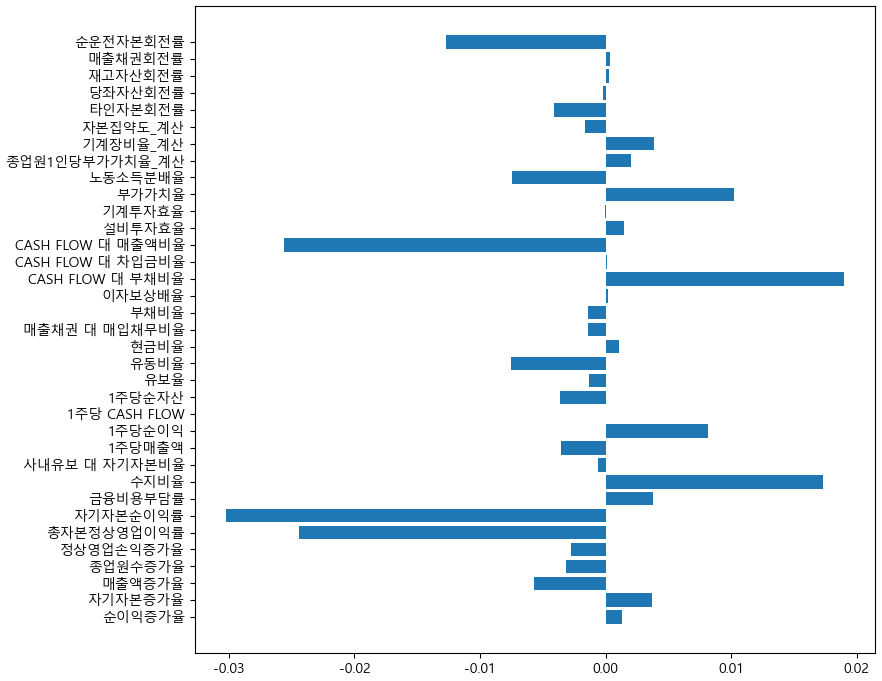 순운전자본회전률
매출채권회전률
재고자산회전률
당좌자산회전률
타인자본회전률
자본집약도_계산
기계장비율_계산
종업원1인당부가가치율_계산
노동소득분배율
부가가치율
기계투자효율
설비투자효율
CASH FLOW 대 매출액비율
CASH FLOW 대 차입금비율
CASH FLOW 대 부채비율
이자보상배율
부채비율
매출채권 대 매입채무비율
현금비율
유동비율
유보율
1주당순자산
1주당 CASH FLOW
1주당순이익
1주당매출액
사내유보 대 자기자본비율
수지비율
금융비용부담률
자기자본순이익률
총자본정상영업이익률
정상영업손익증가율
종업원수증가율
매출액증가율
자기자본증가율
순이익증가율
-0.03 -0.02 -0.01 0.00 0.01 0.02